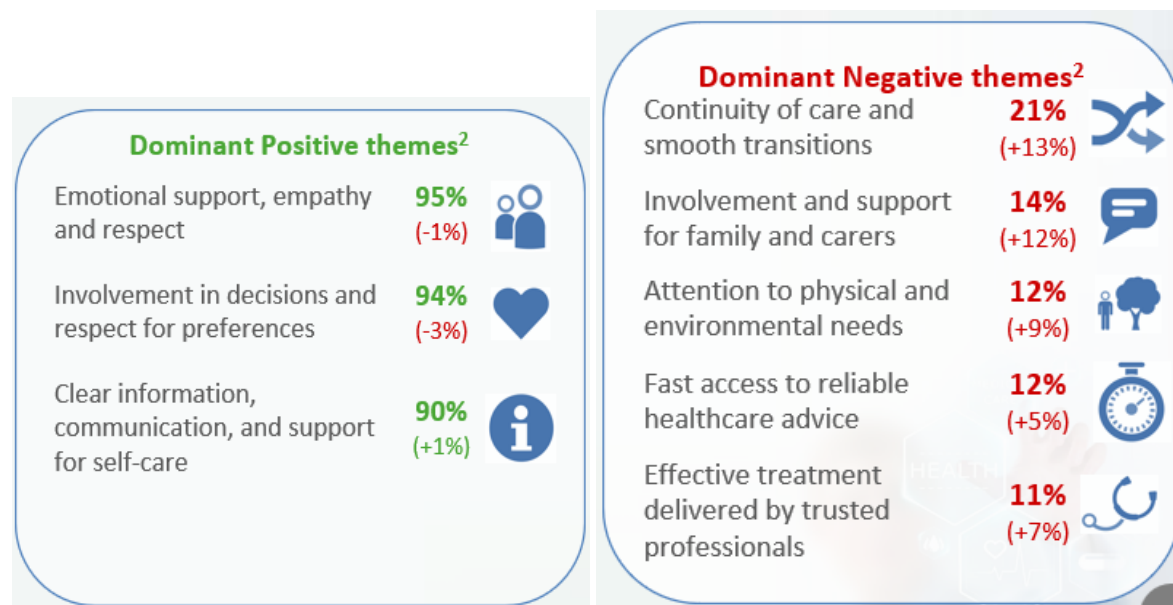 Dominant Positive themes²
Emotional support, empathy
and respect
95%
(-1%)
Involvement in decisions and
respect for preferences
94%
(-3%)
Clear information,
communication, and support
for self-care
90%
(+1%)
Dominant Negative themes²
Continuity of care and
smooth transitions
21%
(+13%)
Involvement and support
for family and carers
14%
(+12%)
Attention to physical and
environmental needs
12%
(+9%)
Fast access to reliable
healthcare advice
12%
(+5%)
Effective treatment
delivered by trusted
professionals
11%
(+7%)
HEALTH